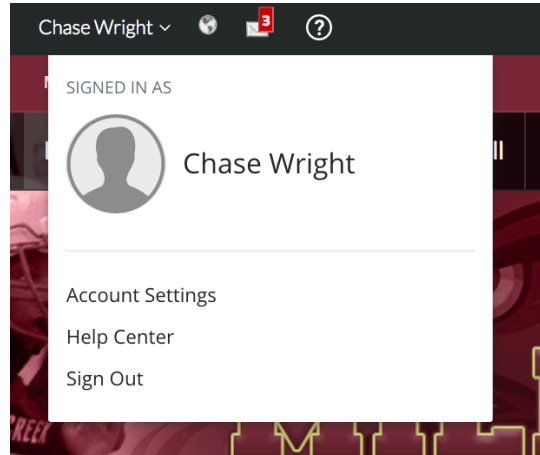 Chase Wright
3
?
SIGNED IN AS
Chase Wright
Account Settings
Help Center
Sign Out